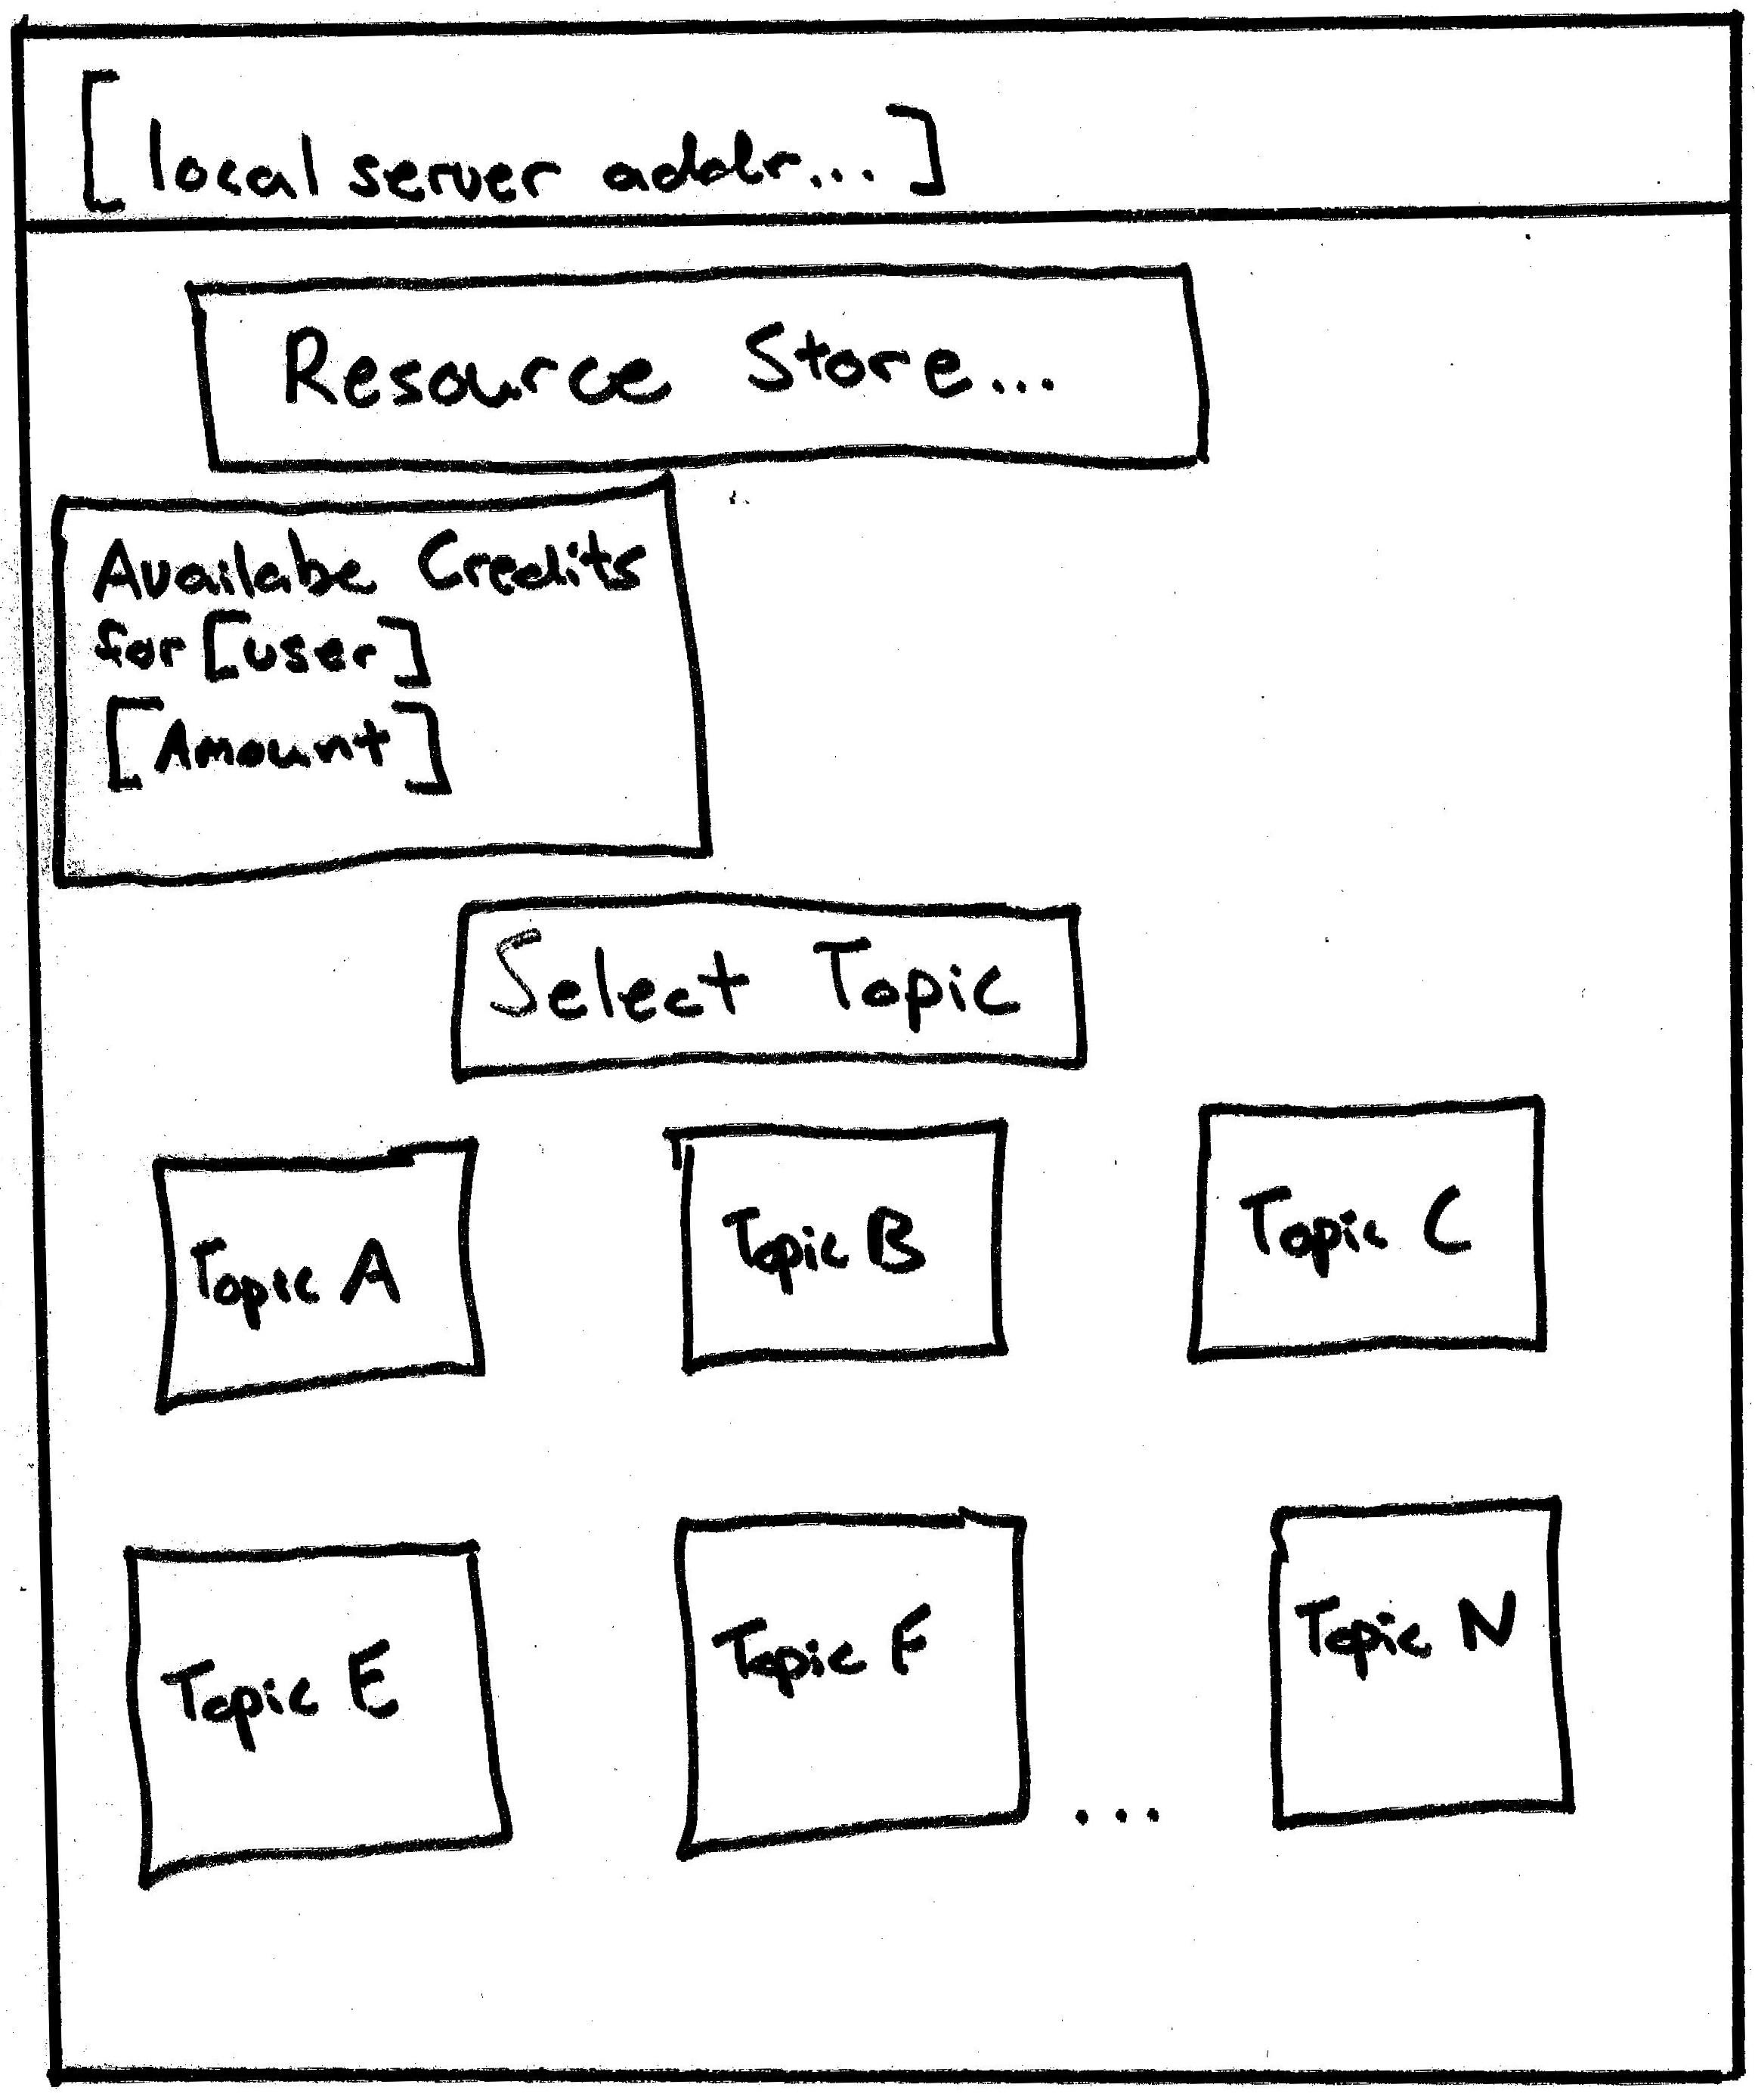 [local server addr...]
Resource Store...
Availabe Credits
for [user]
[Amount]
Select Topic
Topic A
Topic B
Topic C
Topic E
Topic F
...
Topic N